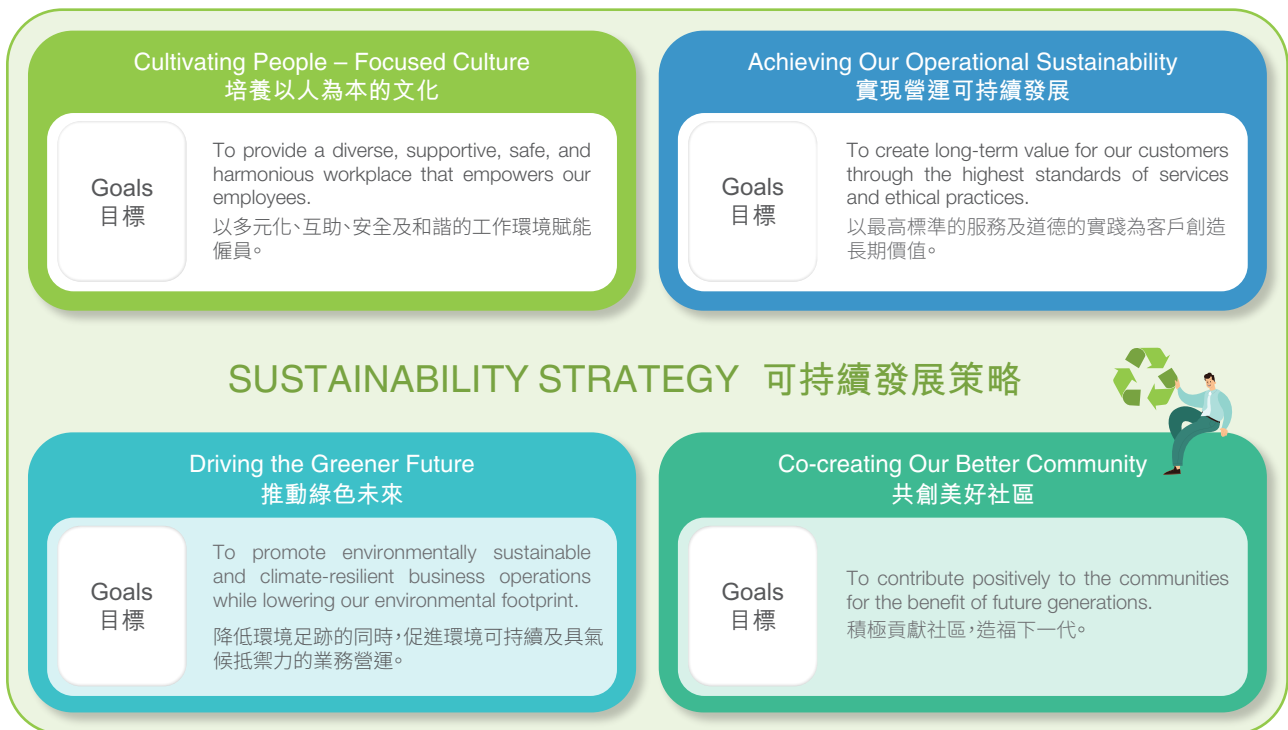 Cultivating People – Focused Culture
培養以人為本的文化
Goals
目標
To provide a diverse, supportive, safe, and
harmonious workplace that empowers our
employees.
以多元化、互助、安全及和諧的工作環境賦能
僱員。
Achieving Our Operational Sustainability
實現營運可持續發展
Goals
目標
To create long-term value for our customers
through the highest standards of services
and ethical practices.
以最高標準的服務及道德的實踐為客戶創造
長期價值。
SUSTAINABILITY STRATEGY 可持續發展策略
Driving the Greener Future
推動綠色未來
Goals
目標
To promote environmentally sustainable
and climate-resilient business operations
while lowering our environmental footprint.
降低環境足跡的同時，促進環境可持續及具氣
候抵禦力的業務營運。
Co-creating Our Better Community
共創美好社區
Goals
目標
To contribute positively to the communities
for the benefit of future generations.
積極貢獻社區，造福下一代。